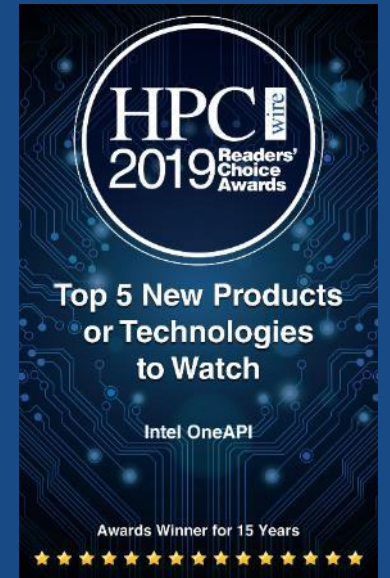 HPC wire
2019 Readers' Choice Awards
Top 5 New Products
or Technologies
to Watch
Intel OneAPI
Awards Winner for 15 Years